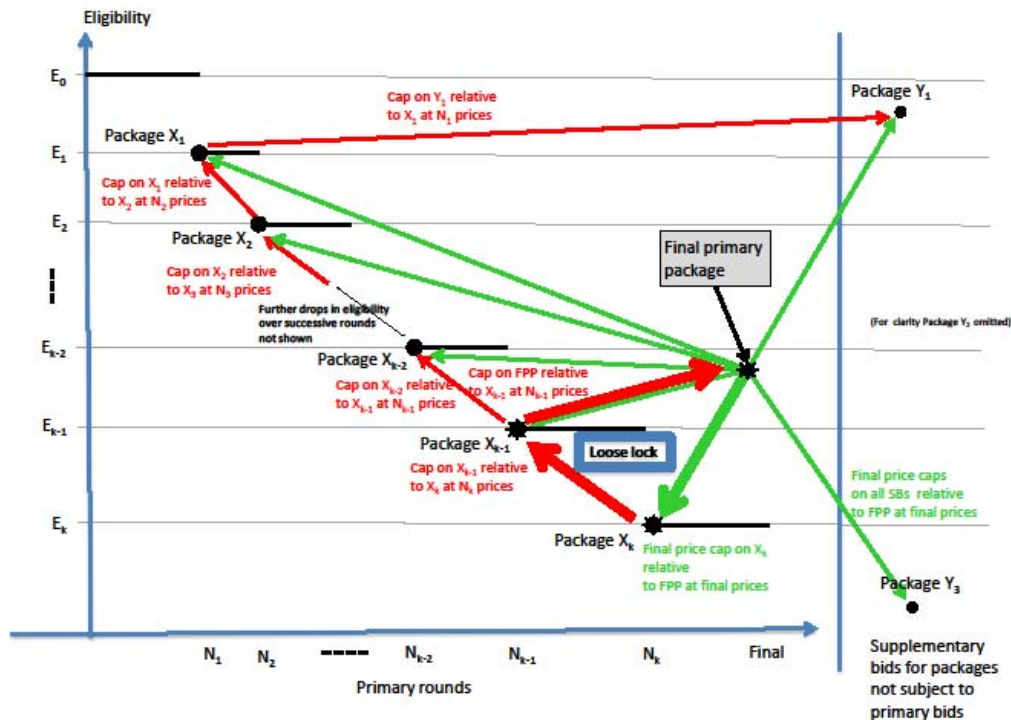 Eligibility
E0
Package Y1
Cap on Y1 relative
to X1 at N1 prices
Package X1
E1
Cap on X1 relative
to X2 at N2 prices
E2
Package X2
Final primary
package
Cap on X2 relative
to X3 at N3 prices
Further drops in eligibility
over successive rounds
not shown
(For clarity Package Y2 omitted)
Ek-2
Package Xk-2
Cap on Xk-2 relative
to Xk-1 at Nk-1 prices
Cap on FPP relative
to Xk-1 at Nk-1 prices
Ek-1
Package Xk-1
Loose lock
Cap on Xk-1 relative
to Xk at Nk prices
Final price caps
on all SBs relative
to FPP at final prices
Ek
Package Xk
Final price cap on Xk
relative
to FPP at final prices
Package Y3
N1
N2
Nk-2
Nk-1
Nk
Final
Primary rounds
Supplementary
bids for packages
not subject to
primary bids